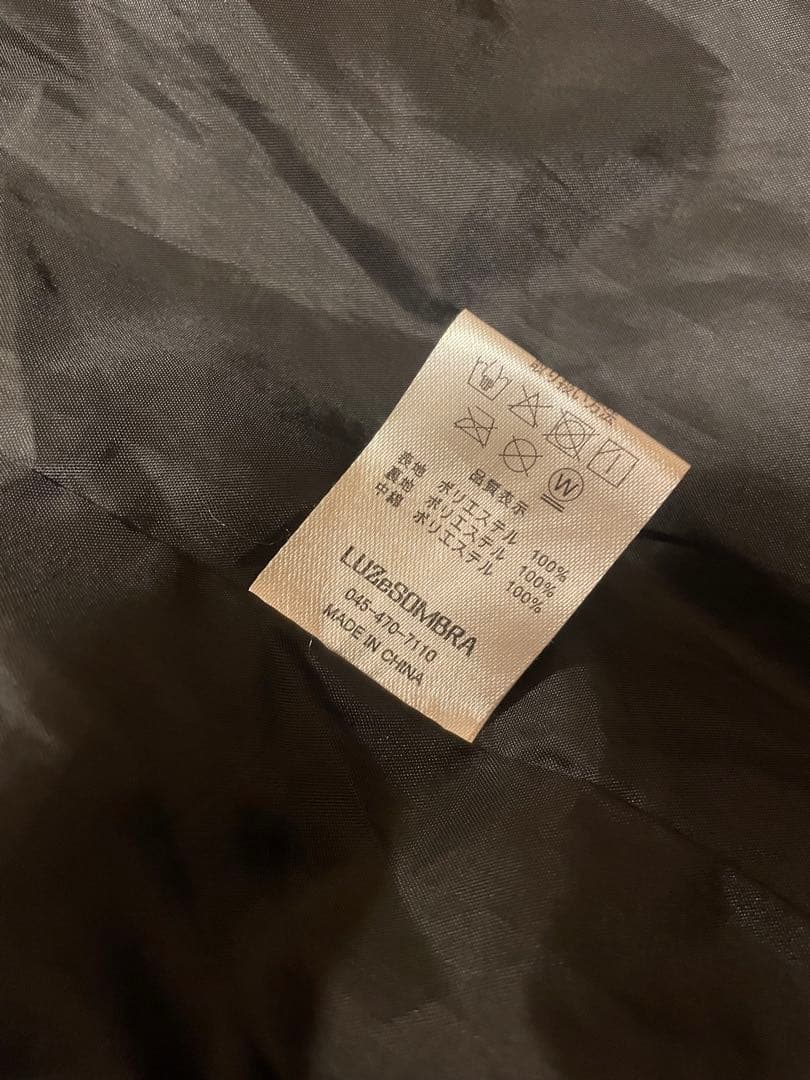 取り扱い方法
W
品質表示
表地 ポリエステル 100%
裏地 ポリエステル 100%
中綿 ポリエステル 100%
LUZeSOMBRA
045-470-7110
MADE IN CHINA